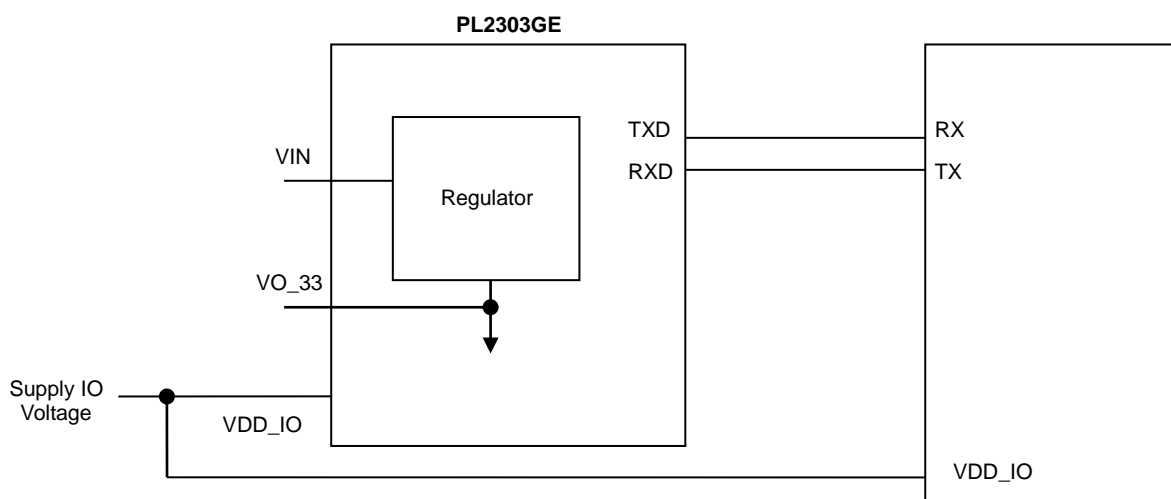 PL2303GE
TXD
RX
VIN
RXD
TX
Regulator
VO_33
Supply IO
Voltage
VDD_IO
VDD_IO